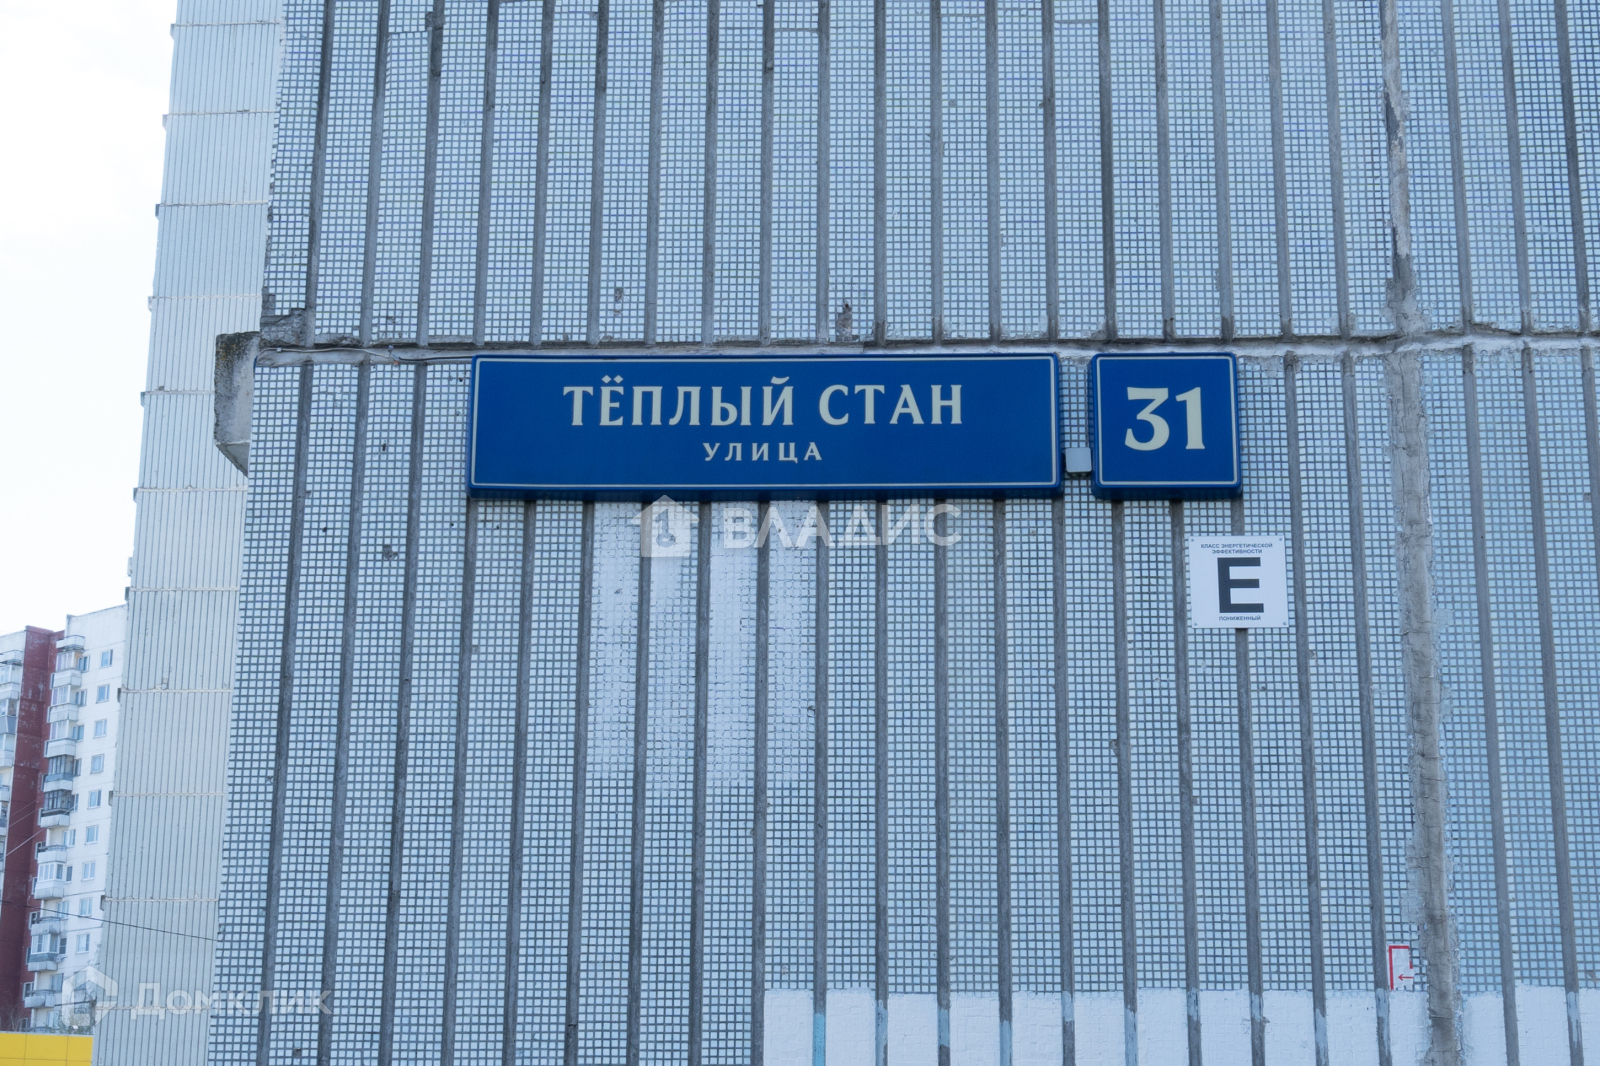 ТЁПЛЫЙ СТАН
УЛИЦА
31
ВЛАДИС
КЛАСС ЭНЕРГЕТИЧЕСКОЙ
ЭФФЕКТИВНОСТИ
E
ПОНИЖЕННЫЙ
ДОМКЛИК